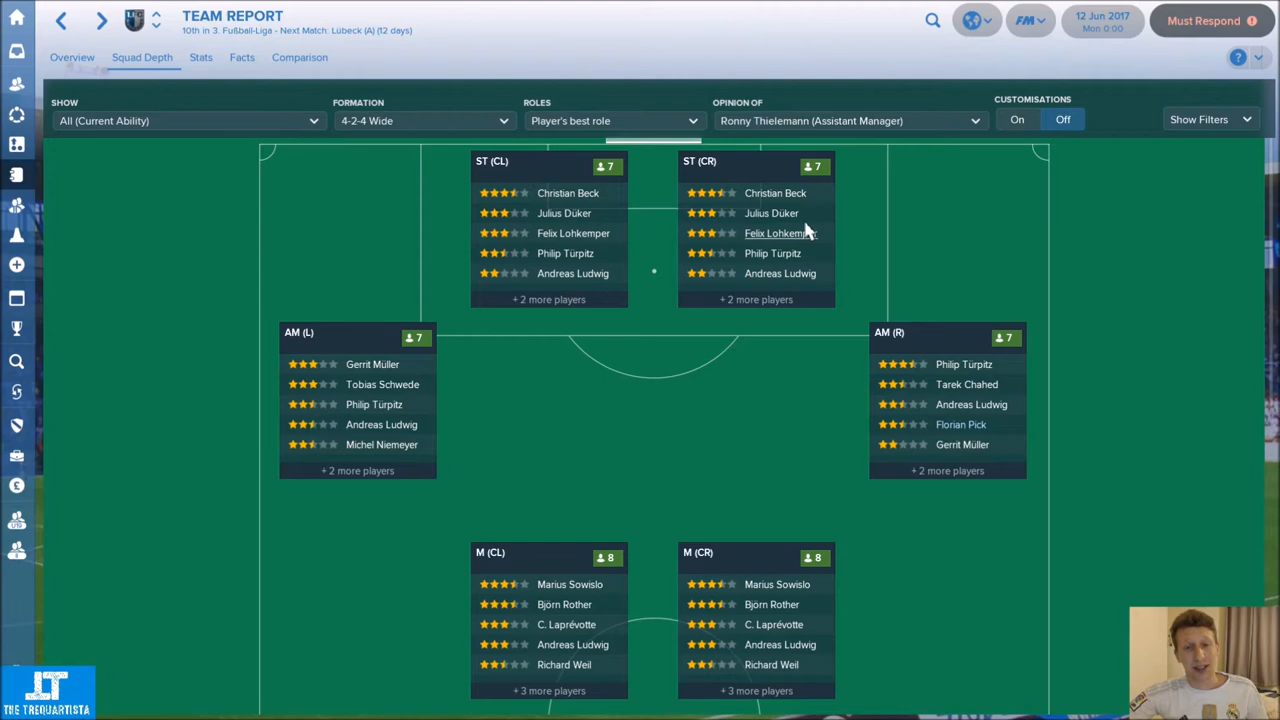 TEAM REPORT
10th in 3. Fußball-Liga - Next Match: Lübeck (A) (12 days)
FM
12 Jun 2017
Mon 0:00
Must Respond
Overview
Squad Depth
Stats
Facts
Comparison
?
SHOW
All (Current Ability)
FORMATION
4-2-4 Wide
ROLES
Player's best role
OPINION OF
Ronny Thielemann (Assistant Manager)
CUSTOMISATIONS
On
Off
Show Filters
ST (CL)
7
Christian Beck
Julius Düker
Felix Lohkemper
Philip Türpitz
Andreas Ludwig
+ 2 more players
ST (CR)
7
Christian Beck
Julius Düker
Felix Lohkemper
Philip Türpitz
Andreas Ludwig
+ 2 more players
AM (L)
7
Gerrit Müller
Tobias Schwede
Philip Türpitz
Andreas Ludwig
Michel Niemeyer
+ 2 more players
AM (R)
7
Philip Türpitz
Tarek Chahed
Andreas Ludwig
Florian Pick
Gerrit Müller
+ 2 more players
M (CL)
8
Marius Sowislo
Björn Rother
C. Laprévotte
Andreas Ludwig
Richard Weil
+ 3 more players
M (CR)
8
Marius Sowislo
Björn Rother
C. Laprévotte
Andreas Ludwig
Richard Weil
+ 3 more players
THE TREQUARTISTA